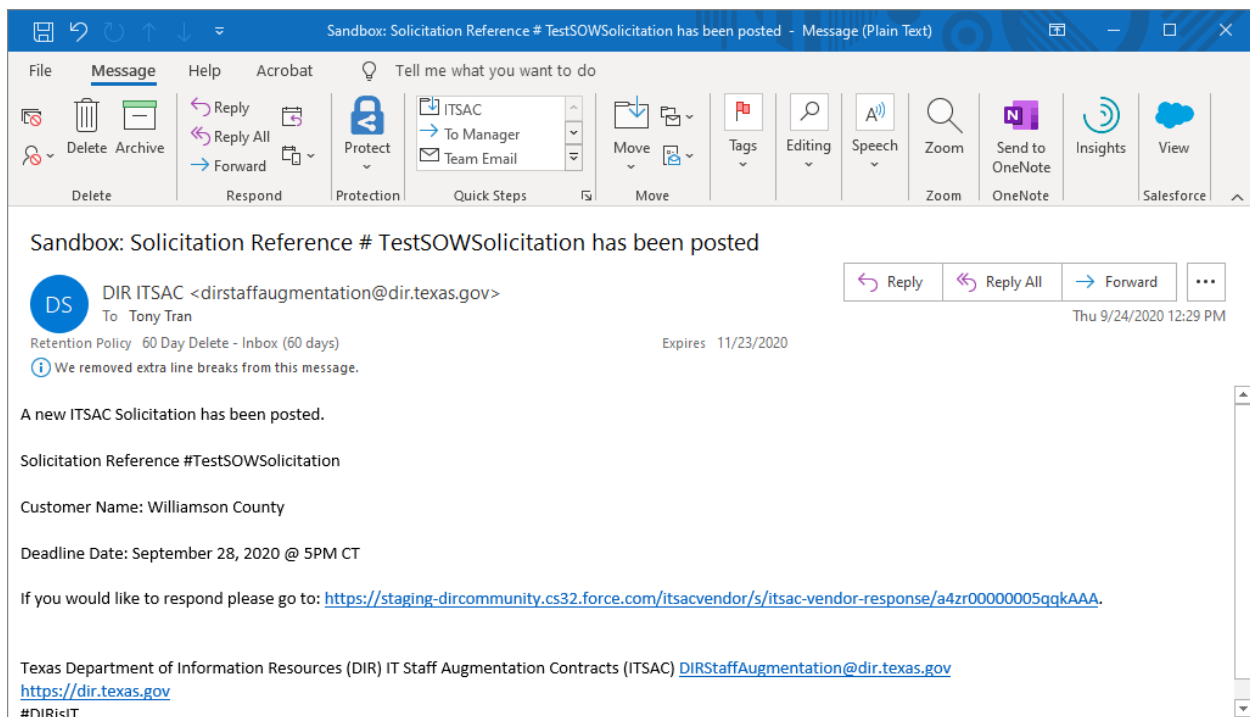 Sandbox: Solicitation Reference # TestSOWSolicitation has been posted - Message (Plain Text)
File Message Help Acrobat Tell me what you want to do
Delete Archive
Reply
Reply All
Forward
Protect
ITSAC
To Manager
Team Email
Move
Tags
Editing
Speech
Zoom
Send to OneNote
Insights
View
Delete Respond Protection Quick Steps Move Zoom OneNote Salesforce
Sandbox: Solicitation Reference # TestSOWSolicitation has been posted
DS
DIR ITSAC <dirstaffaugmentation@dir.texas.gov>
To Tony Tran
Reply Reply All Forward
Thu 9/24/2020 12:29 PM
Retention Policy 60 Day Delete - Inbox (60 days) Expires 11/23/2020
We removed extra line breaks from this message.
A new ITSAC Solicitation has been posted.
Solicitation Reference #TestSOWSolicitation
Customer Name: Williamson County
Deadline Date: September 28, 2020 @ 5PM CT
If you would like to respond please go to: https://staging-dircommunity.cs32.force.com/itsacvendor/s/itsac-vendor-response/a4zr00000005qqkAAA.
Texas Department of Information Resources (DIR) IT Staff Augmentation Contracts (ITSAC) DIRStaffAugmentation@dir.texas.gov
https://dir.texas.gov
#DIRisIT